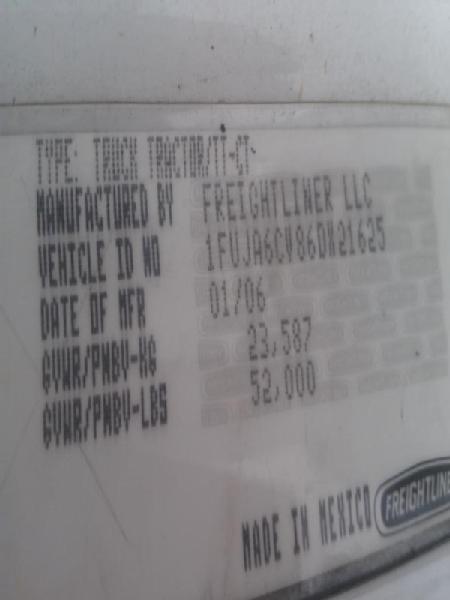 TYPE: TRUCK TRACTOR/TT-CT-
MANUFACTURED BY FREIGHTLINER LLC
VEHICLE ID NO 1FUJA6CV86DW21625
DATE OF MFR 01/06
GVWR/PNBV-KG 23,587
GVWR/PNBV-LBS 52,000
MADE IN MEXICO FREIGHTLINE